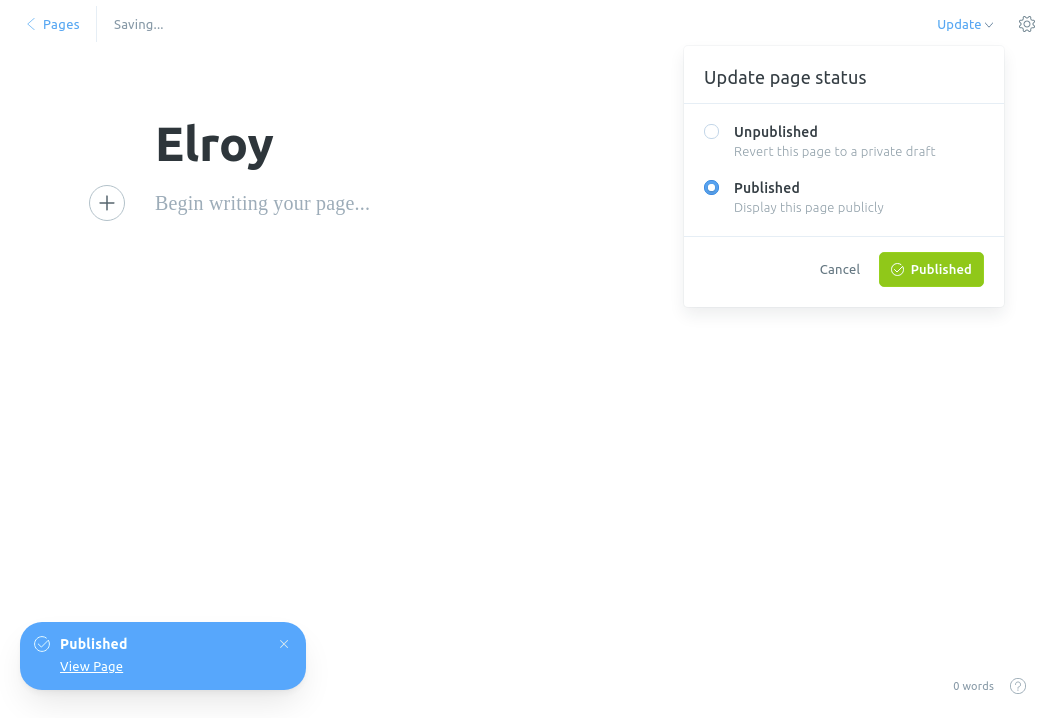 Pages
Saving...
Update
Update page status
Unpublished
Revert this page to a private draft
Published
Display this page publicly
Cancel
Published
Elroy
Begin writing your page...
Published
View Page
0 words
?